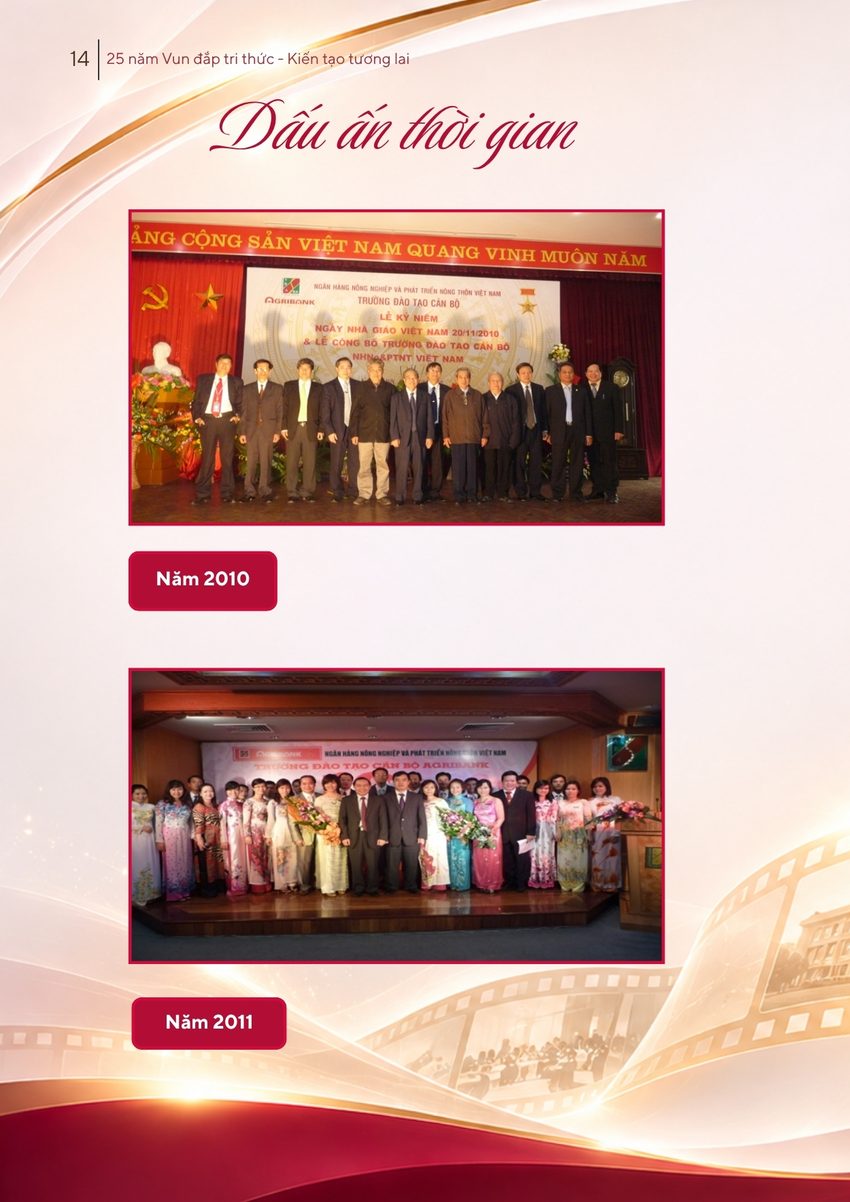 14
25 năm Vun đắp tri thức - Kiến tạo tương lai
Dấu ấn thời gian
ẢNG CỘNG SẢN VIỆT NAM QUANG VINH MUÔN NĂM
NGÂN HÀNG NÔNG NGHIỆP VÀ PHÁT TRIỂN NÔNG THÔN VIỆT NAM
AGRIBANK
TRƯỜNG ĐÀO TẠO CÁN BỘ
LỄ KỶ NIỆM
NGÀY NHÀ GIÁO VIỆT NAM 20/11/2010
& LỄ CÔNG BỐ TRƯỜNG ĐÀO TẠO CÁN BỘ
NHNo&PTNT VIỆT NAM
Năm 2010
AGRIBANK
NGÂN HÀNG NÔNG NGHIỆP VÀ PHÁT TRIỂN NÔNG THÔN VIỆT NAM
TRƯỜNG ĐÀO TẠO CÁN BỘ AGRIBANK
Năm 2011